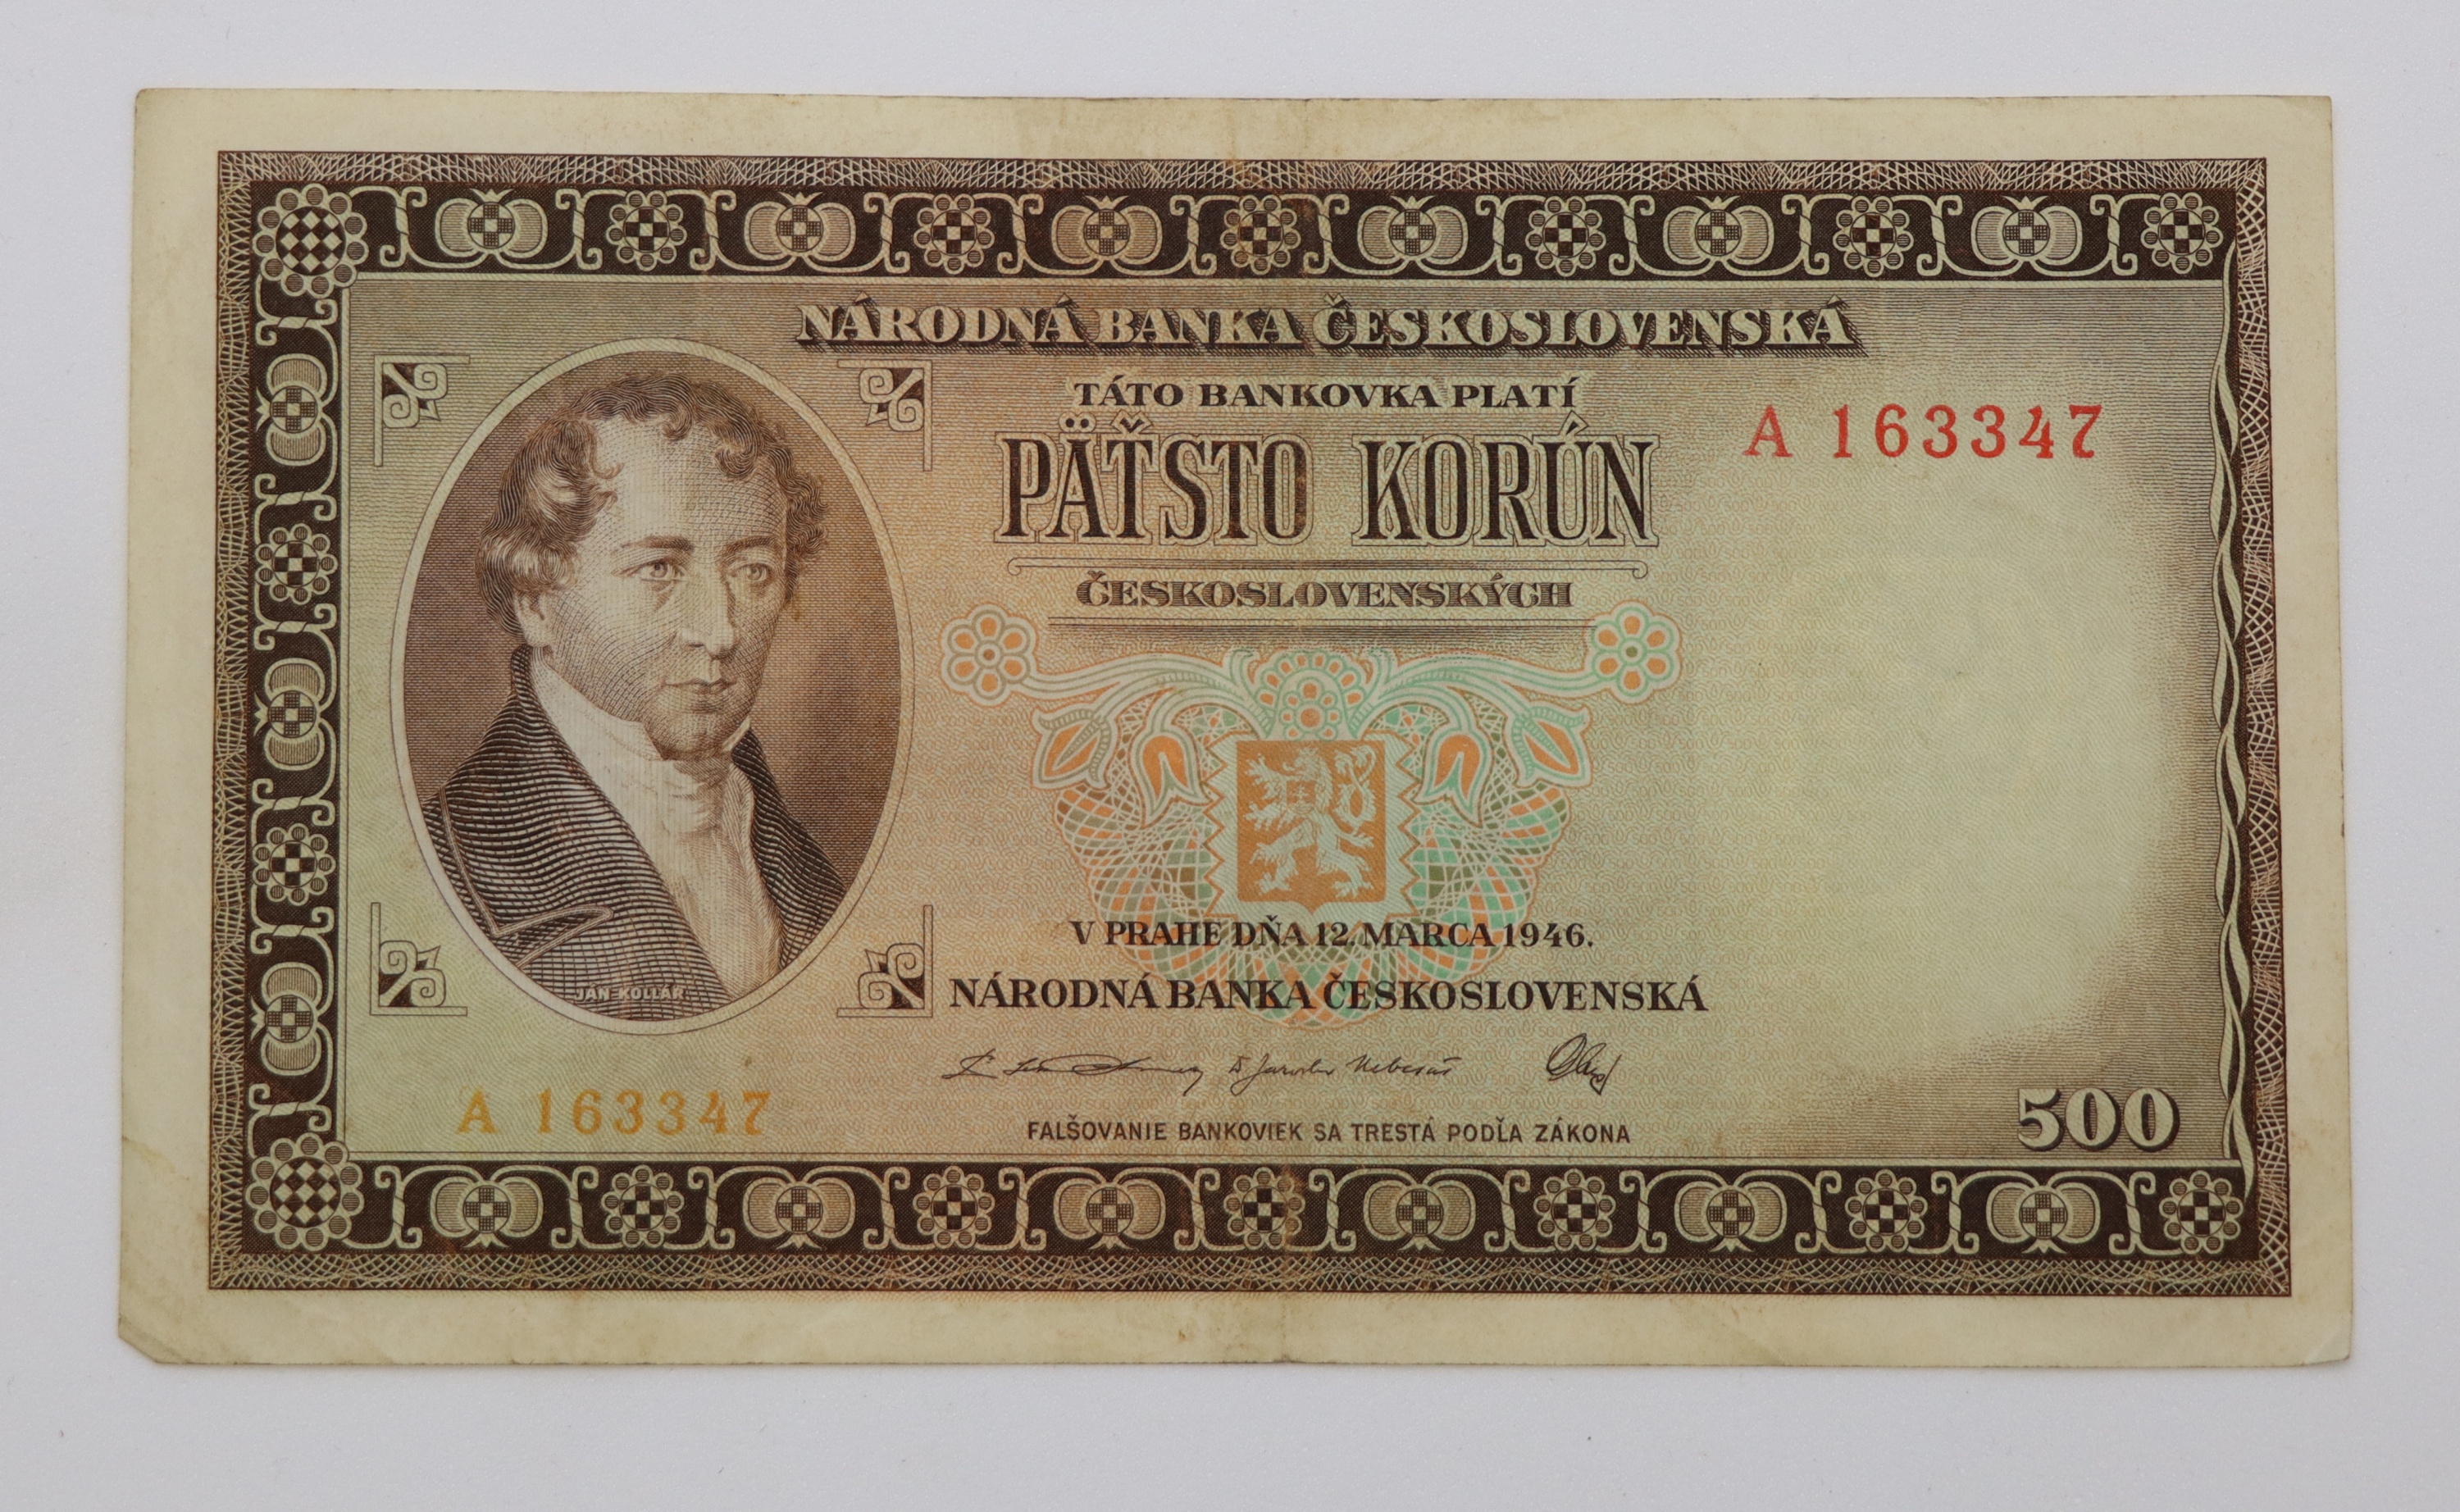 NÁRODNÁ BANKA ČESKOSLOVENSKÁ
TÁTO BANKOVKA PLATÍ
PÄŤSTO KORÚN
A 163347
ČESKOSLOVENSKÝCH
V PRAHE DŇA 12. MARCA 1946.
JÁN KOLLÁR
NÁRODNÁ BANKA ČESKOSLOVENSKÁ
A 163347
FALŠOVANIE BANKOVIEK SA TRESTÁ PODĽA ZÁKONA
500